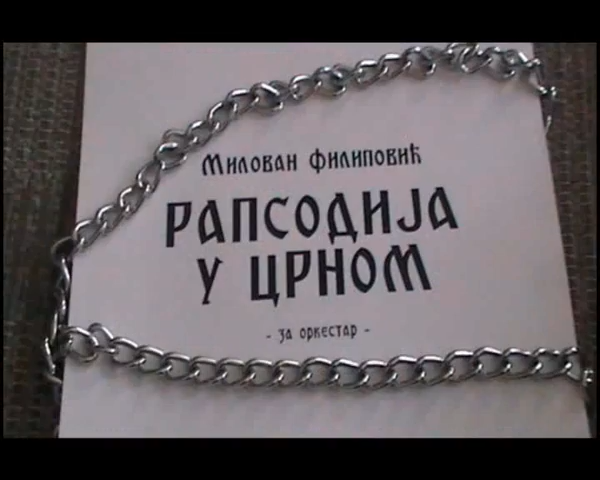 Милован Филиповић
РАПСОДИЈА
У ЦРНОМ
- за оркестар -